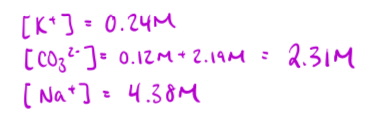 [K⁺] = 0.24M
[CO₃²⁻] = 0.12M + 2.19M = 2.31M
[Na⁺] = 4.38M